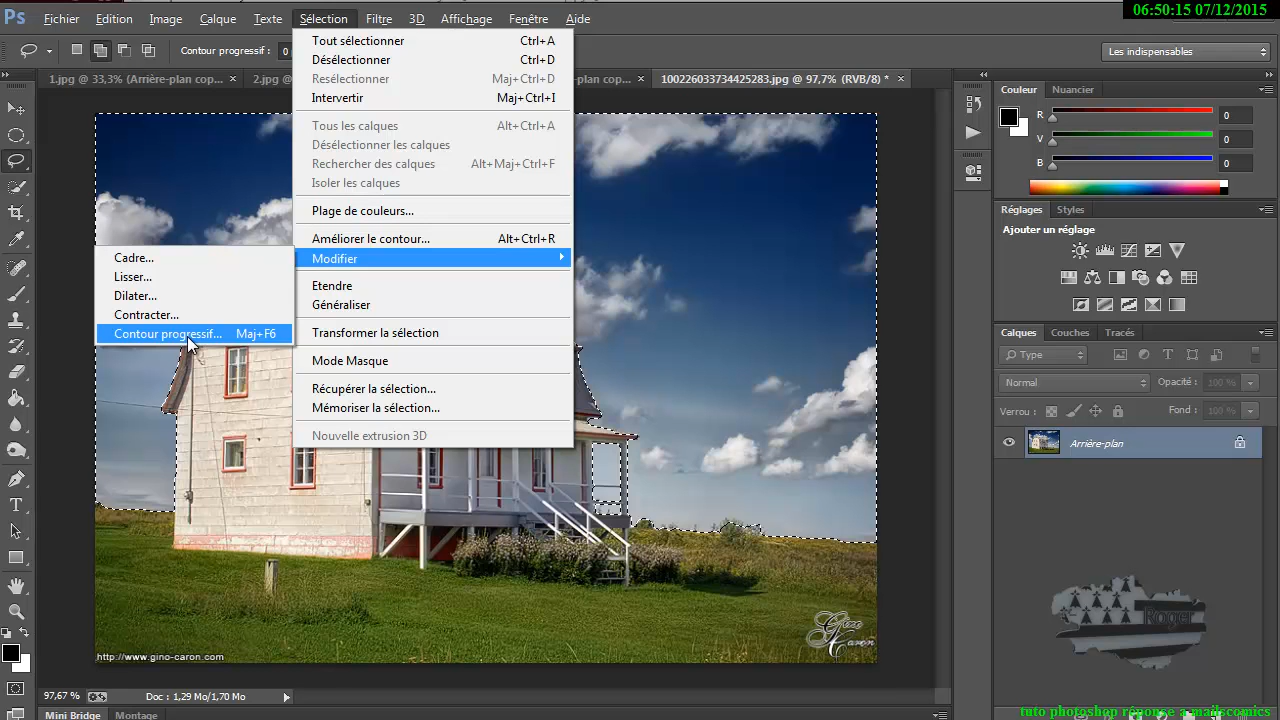 06:50:15 07/12/2015
Ps Fichier Edition Image Calque Texte Sélection Filtre 3D Affichage Fenêtre Aide
Contour progressif : 0
Les indispensables
1.jpg @ 33,3% (Arrière-plan cop... ×
2.jpg @
plan cop... ×
100226033734425283.jpg @ 97,7% (RVB/8) * ×
Tout sélectionner Ctrl+A
Désélectionner Ctrl+D
Resélectionner Maj+Ctrl+D
Intervertir Maj+Ctrl+I
Tous les calques Alt+Ctrl+A
Désélectionner les calques
Rechercher des calques Alt+Maj+Ctrl+F
Isoler les calques
Plage de couleurs...
Améliorer le contour... Alt+Ctrl+R
Modifier
Etendre
Généraliser
Transformer la sélection
Mode Masque
Récupérer la sélection...
Mémoriser la sélection...
Nouvelle extrusion 3D
Cadre...
Lisser...
Dilater...
Contracter...
Contour progressif... Maj+F6
Couleur Nuancier
R 0
V 0
B 0
Réglages Styles
Ajouter un réglage
Calques Couches Tracés
Type
Normal Opacité : 100 %
Verrou : Fond : 100 %
Arrière-plan
Gino
Caron
http://www.gino-caron.com
Roger
97,67 % Doc : 1,29 Mo/1,70 Mo
Mini Bridge Montage
tuto photoshop réponse a mailscomics